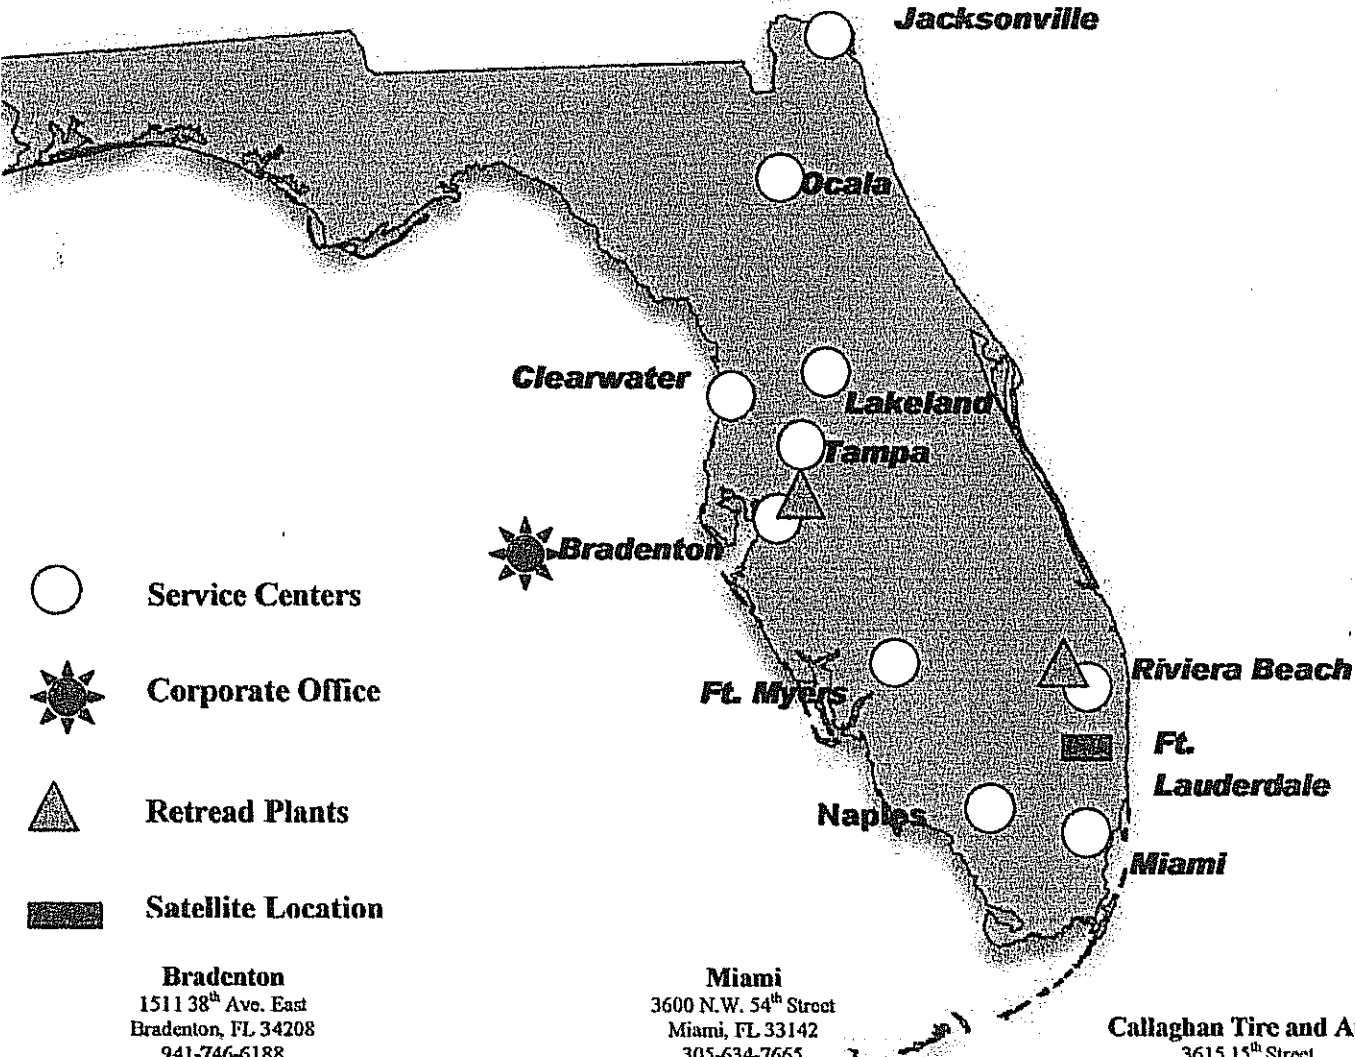 Jacksonville
Ocala
Clearwater
Lakeland
Tampa
Bradenton
Service Centers
Corporate Office
Ft. Myers
Riviera Beach
Ft.
Lauderdale
Retread Plants
Naples
Miami
Satellite Location
Bradenton
1511 38th Ave. East
Bradenton, FL 34208
941-746-6188
Miami
3600 N.W. 54th Street
Miami, FL 33142
305-634-7665
Callaghan Tire and A
3615 15th Street